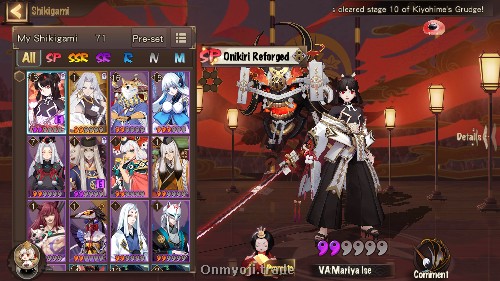 Shikigami
s cleared stage 10 of Kiyohime's Grudge!
My Shikigami 71 Pre-set
All SP SSR SR R N M
SP Onikiri Reforged
Details
999999
VA:Mariya Ise
Comment
Onmyoji.trade